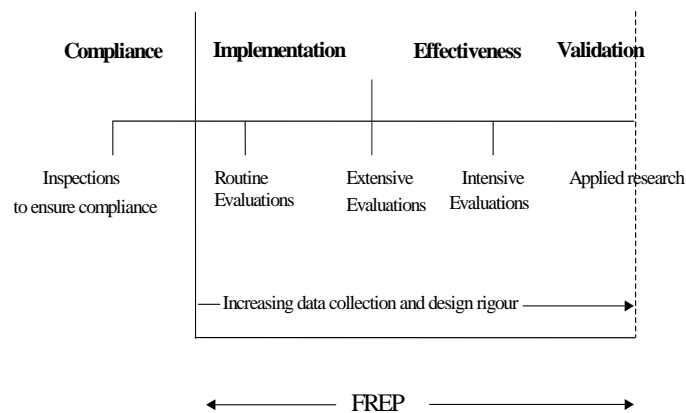 Compliance Implementation Effectiveness Validation
Inspections
to ensure compliance
Routine
Evaluations
Extensive
Evaluations
Intensive
Evaluations
Applied research
Increasing data collection and design rigour
FREP